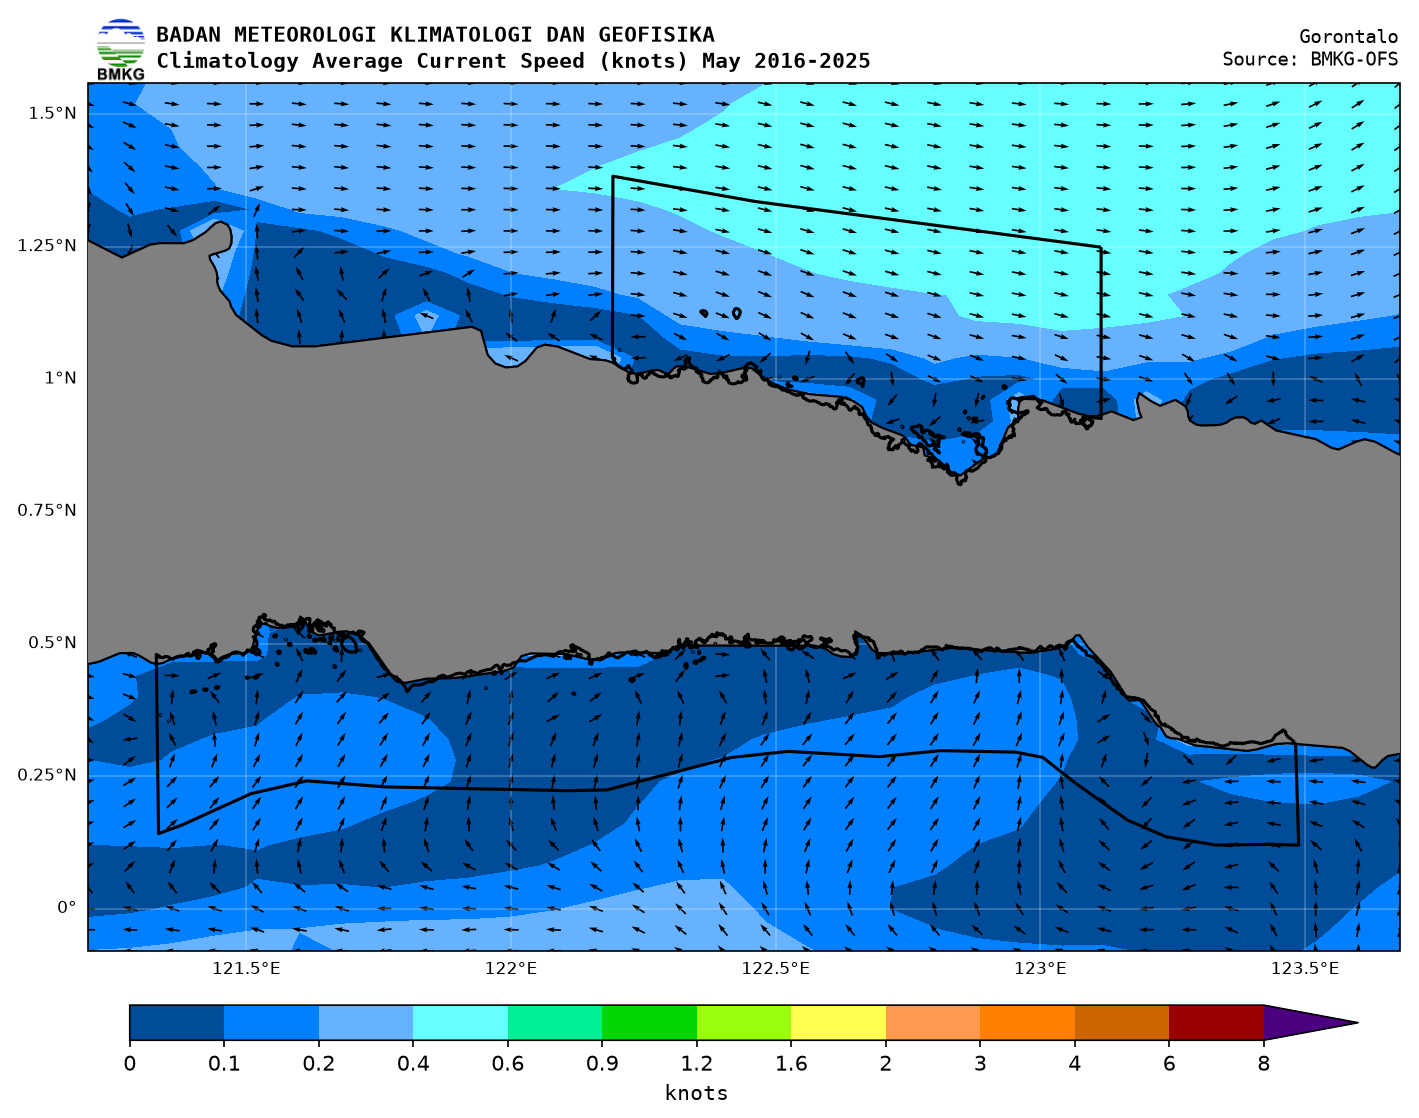 BADAN METEOROLOGI KLIMATOLOGI DAN GEOFISIKA
Climatology Average Current Speed (knots) May 2016-2025
BMKG
Gorontalo
Source: BMKG-OFS
1.5°N
1.25°N
1°N
0.75°N
0.5°N
0.25°N
0°
121.5°E 122°E 122.5°E 123°E 123.5°E
0 0.1 0.2 0.4 0.6 0.9 1.2 1.6 2 3 4 6 8
knots